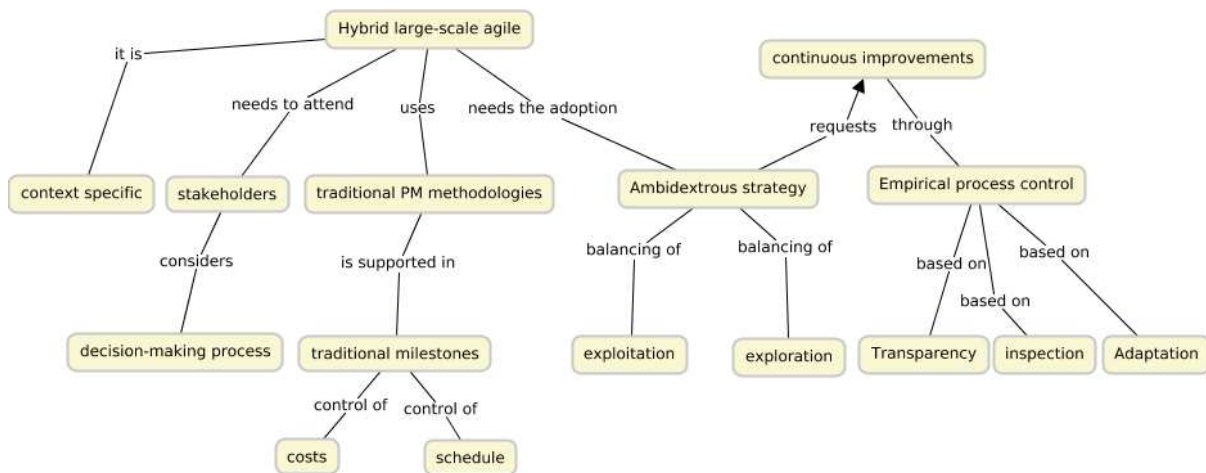 Hybrid large-scale agile
it is
continuous improvements
needs to attend
uses
needs the adoption
requests
through
context specific
stakeholders
traditional PM methodologies
Ambidextrous strategy
Empirical process control
considers
is supported in
balancing of
balancing of
based on
based on
based on
decision-making process
traditional milestones
exploitation
exploration
Transparency
inspection
Adaptation
control of
control of
costs
schedule